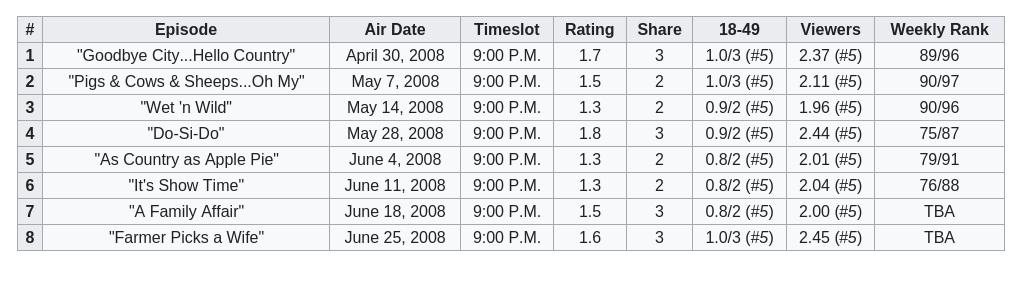 # Episode Air Date Timeslot Rating Share 18-49 Viewers Weekly Rank
1 "Goodbye City...Hello Country" April 30, 2008 9:00 P.M. 1.7 3 1.0/3 (#5) 2.37 (#5) 89/96
2 "Pigs & Cows & Sheeps...Oh My" May 7, 2008 9:00 P.M. 1.5 2 1.0/3 (#5) 2.11 (#5) 90/97
3 "Wet 'n Wild" May 14, 2008 9:00 P.M. 1.3 2 0.9/2 (#5) 1.96 (#5) 90/96
4 "Do-Si-Do" May 28, 2008 9:00 P.M. 1.8 3 0.9/2 (#5) 2.44 (#5) 75/87
5 "As Country as Apple Pie" June 4, 2008 9:00 P.M. 1.3 2 0.8/2 (#5) 2.01 (#5) 79/91
6 "It's Show Time" June 11, 2008 9:00 P.M. 1.3 2 0.8/2 (#5) 2.04 (#5) 76/88
7 "A Family Affair" June 18, 2008 9:00 P.M. 1.5 3 0.8/2 (#5) 2.00 (#5) TBA
8 "Farmer Picks a Wife" June 25, 2008 9:00 P.M. 1.6 3 1.0/3 (#5) 2.45 (#5) TBA